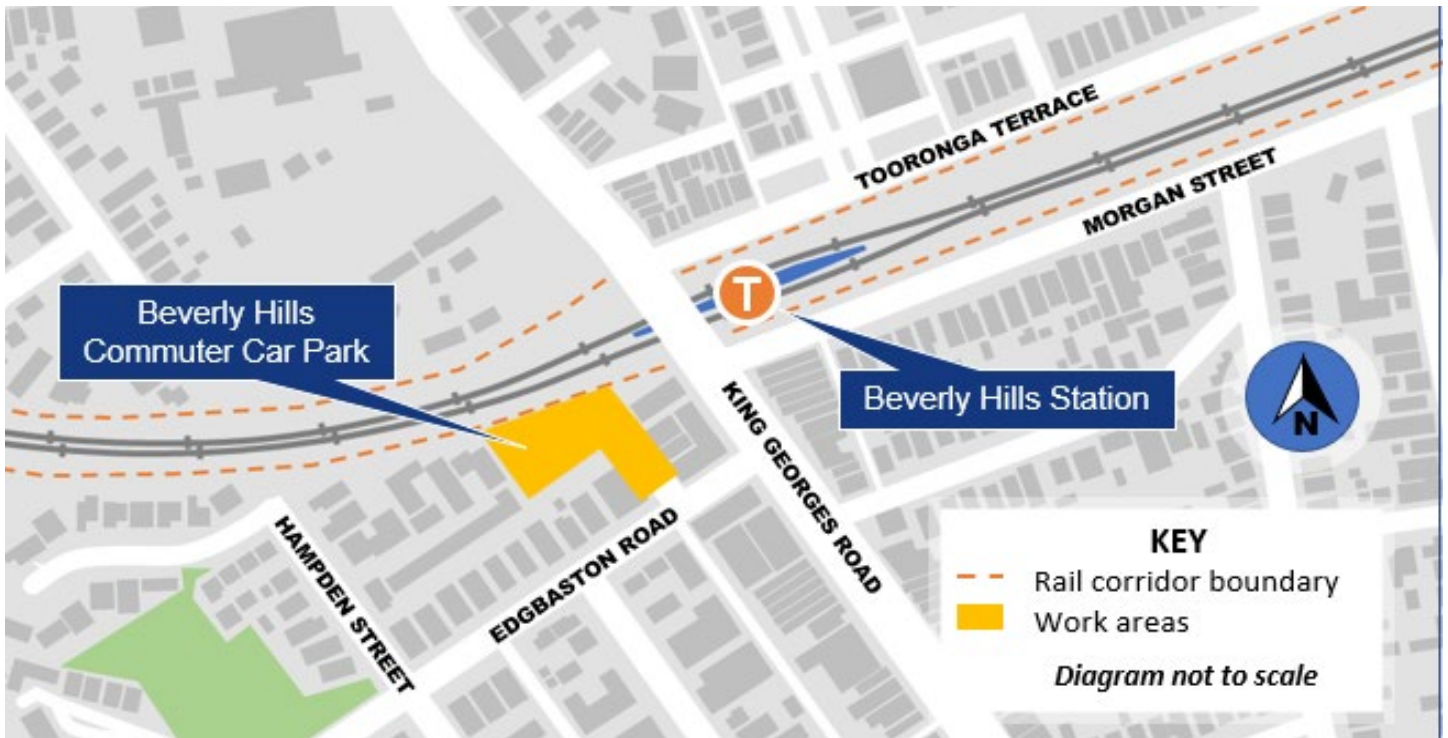 TOORONGA TERRACE
MORGAN STREET
T
Beverly Hills
Commuter Car Park
Beverly Hills Station
KING GEORGES ROAD
N
HAMPDEN STREET
EDGBASTON ROAD
KEY
Rail corridor boundary
Work areas
Diagram not to scale